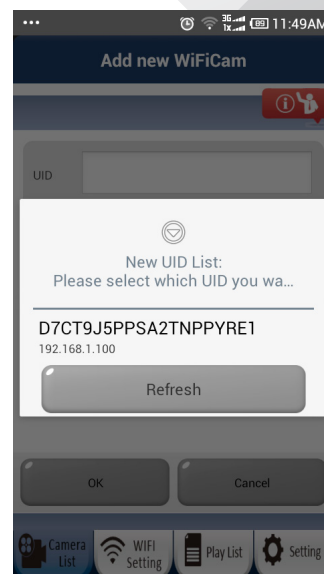 3G
1X
89 11:49AM
Add new WiFiCam
UID
New UID List:
Please select which UID you wa...
D7CT9J5PPSA2TNPPYRE1
192.168.1.100
Refresh
OK Cancel
Camera List
WIFI Setting
Play List
Setting